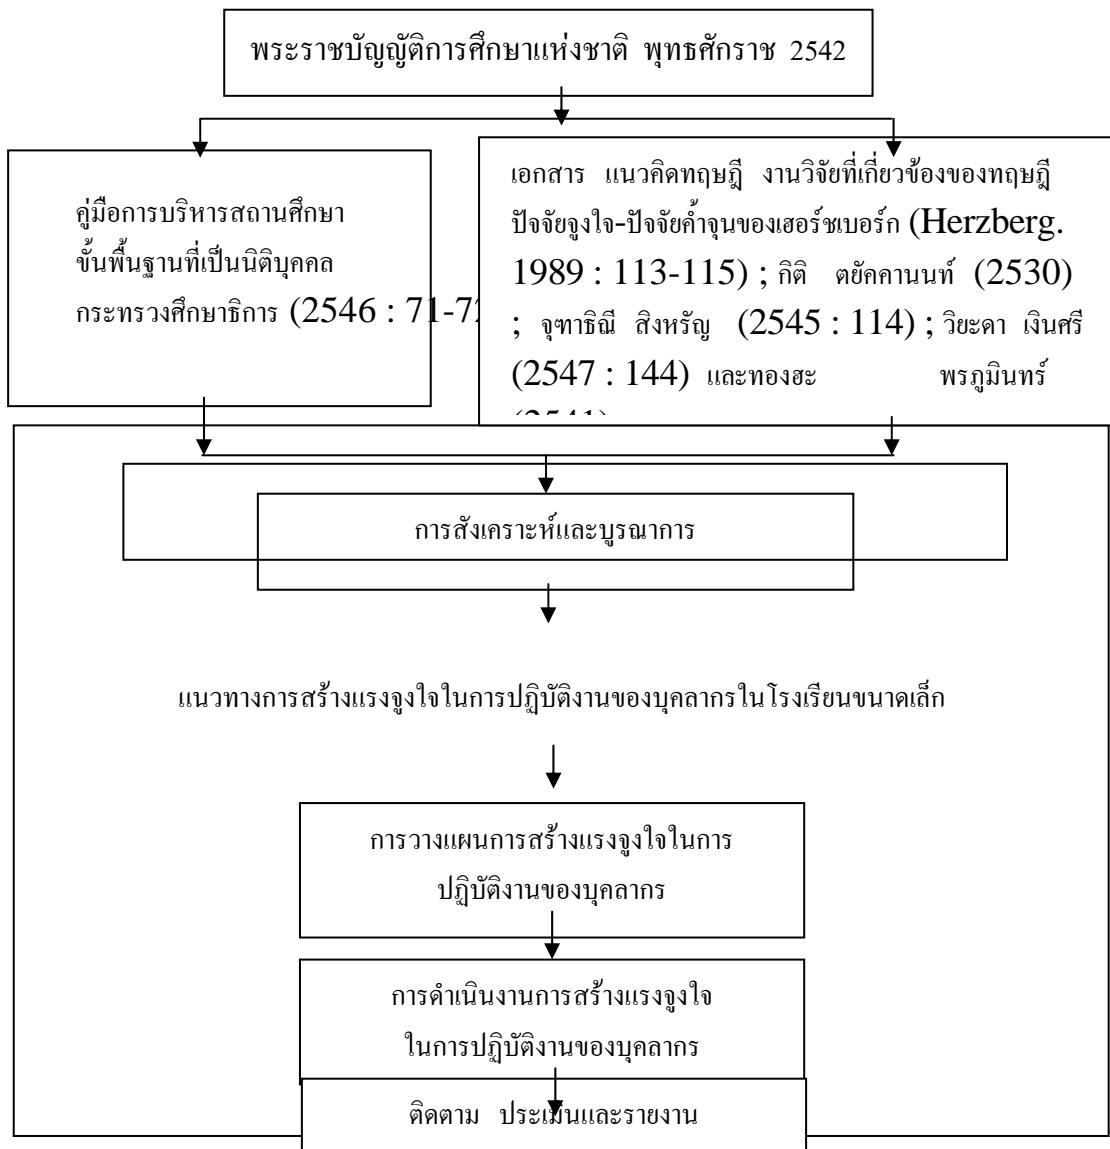 พระราชบัญญัติการศึกษาแห่งชาติ พุทธศักราช 2542
คู่มือการบริหารสถานศึกษา
ขั้นพื้นฐานที่เป็นนิติบุคคล
กระทรวงศึกษาธิการ (2546 : 71-72
เอกสาร แนวคิดทฤษฎี งานวิจัยที่เกี่ยวข้องของทฤษฎี
ปัจจัยจูงใจ-ปัจจัยค้ำจุนของเฮอร์ซเบอร์ก (Herzberg.
1989 : 113-115) ; กิติ ตยัคคานนท์ (2530)
; จุฑาธิณี สิงหรัญ (2545 : 114) ; วิยะดา เงินศรี
(2547 : 144) และทองฮะ พรภูมินทร์
(2541)
การสังเคราะห์และบูรณาการ
แนวทางการสร้างแรงจูงใจในการปฏิบัติงานของบุคลากรในโรงเรียนขนาดเล็ก
การวางแผนการสร้างแรงจูงใจในการ
ปฏิบัติงานของบุคลากร
การดำเนินงานการสร้างแรงจูงใจ
ในการปฏิบัติงานของบุคลากร
ติดตาม ประเมินและรายงาน